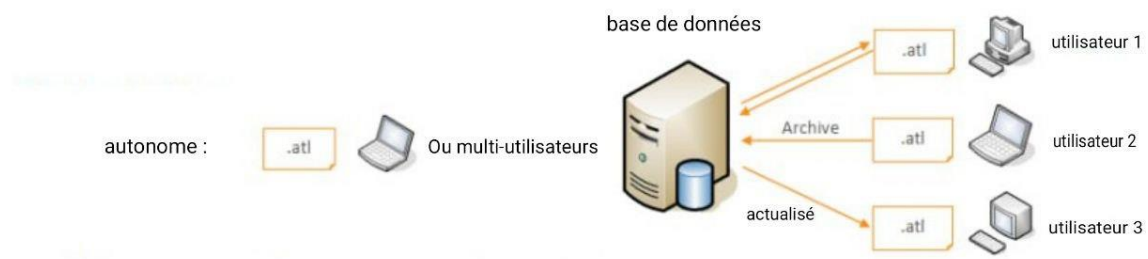 base de données
.atl
utilisateur 1
autonome :
.atl
Ou multi-utilisateurs
Archive
.atl
utilisateur 2
actualisé
.atl
utilisateur 3